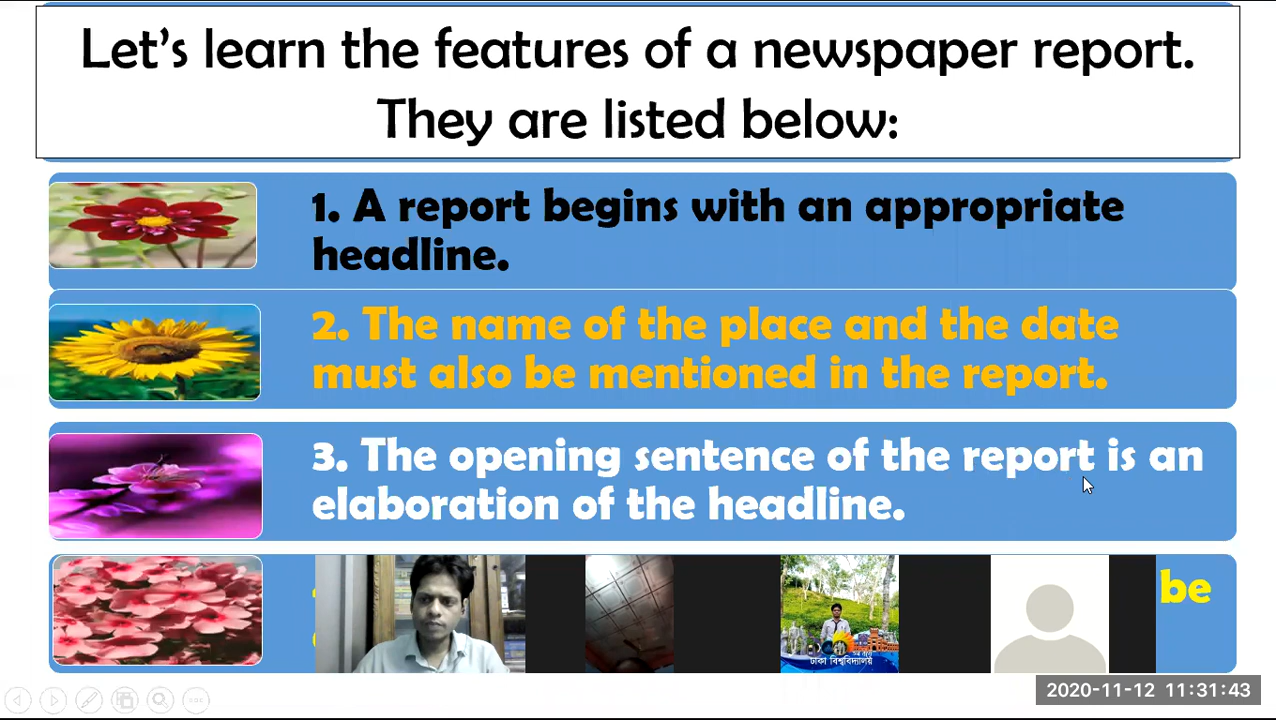 Let's learn the features of a newspaper report.
They are listed below:
1. A report begins with an appropriate
headline.
2. The name of the place and the date
must also be mentioned in the report.
3. The opening sentence of the report is an
elaboration of the headline.
be
ঢাকা বিশ্ববিদ্যালয়
2020-11-12 11:31:43